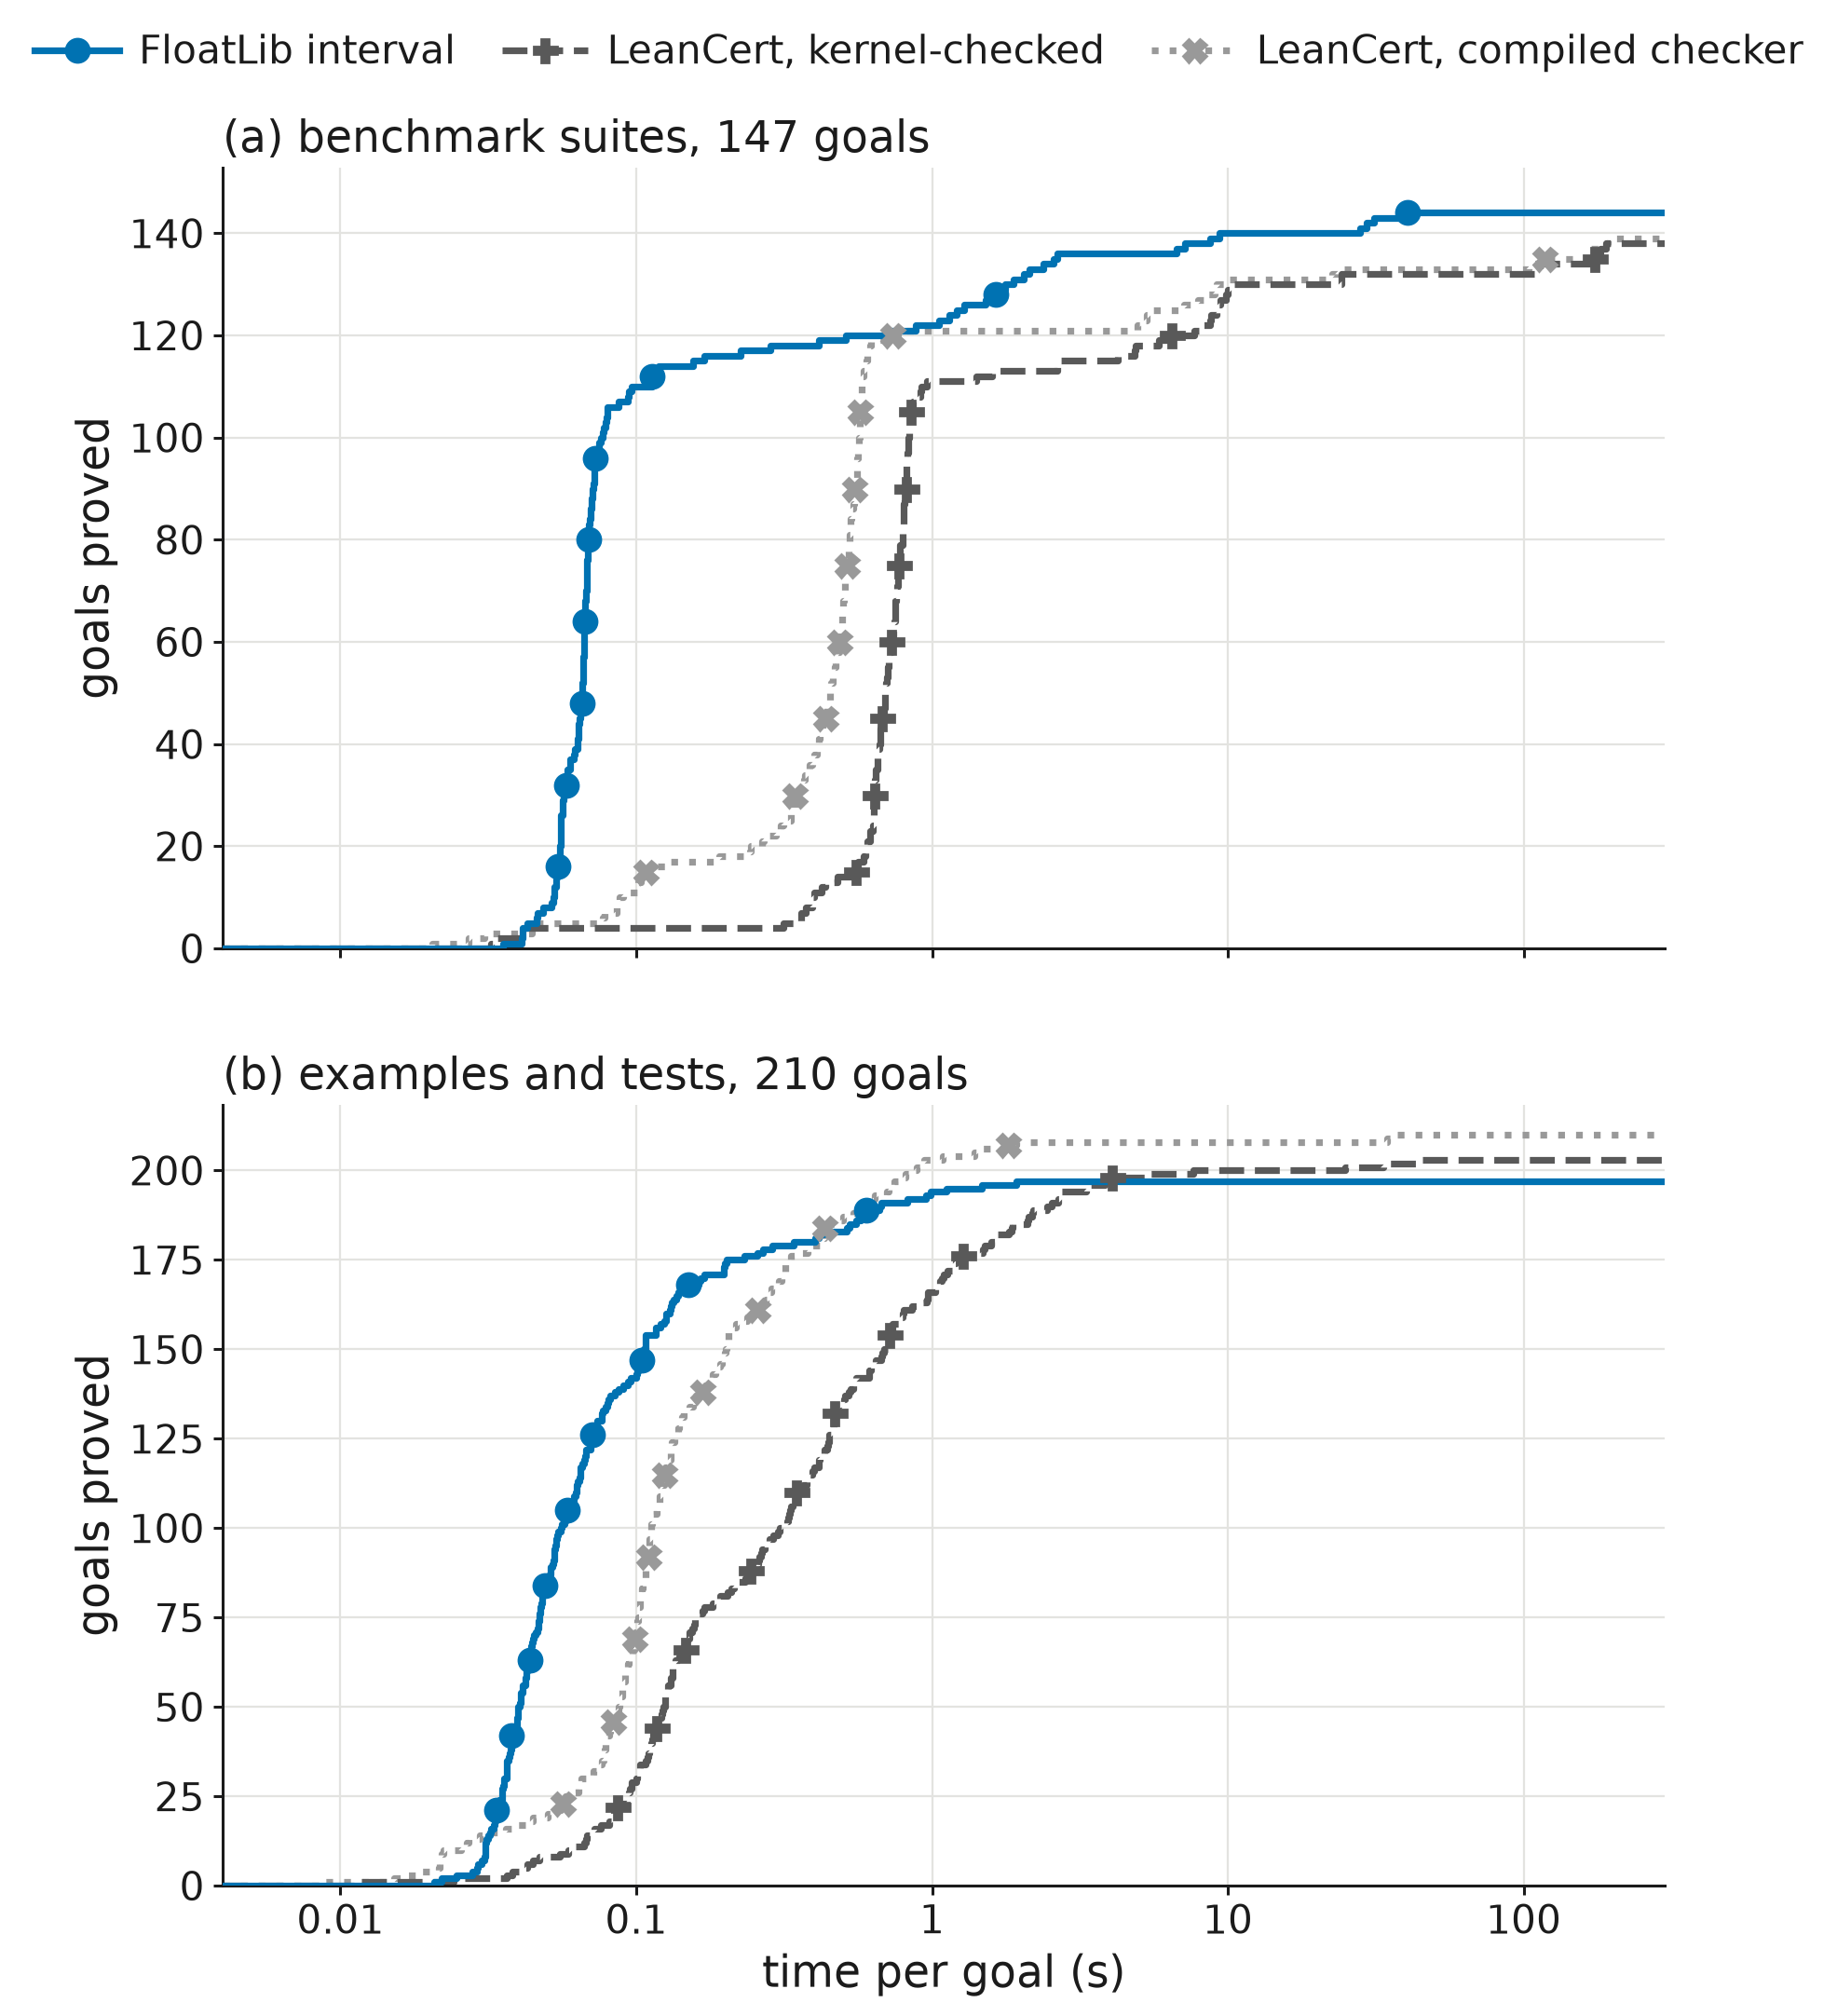 FloatLib interval LeanCert, kernel-checked LeanCert, compiled checker
(a) benchmark suites, 147 goals
140
120
100
80
60
40
20
0
goals proved
(b) examples and tests, 210 goals
200
175
150
125
100
75
50
25
0
goals proved
0.01 0.1 1 10 100
time per goal (s)